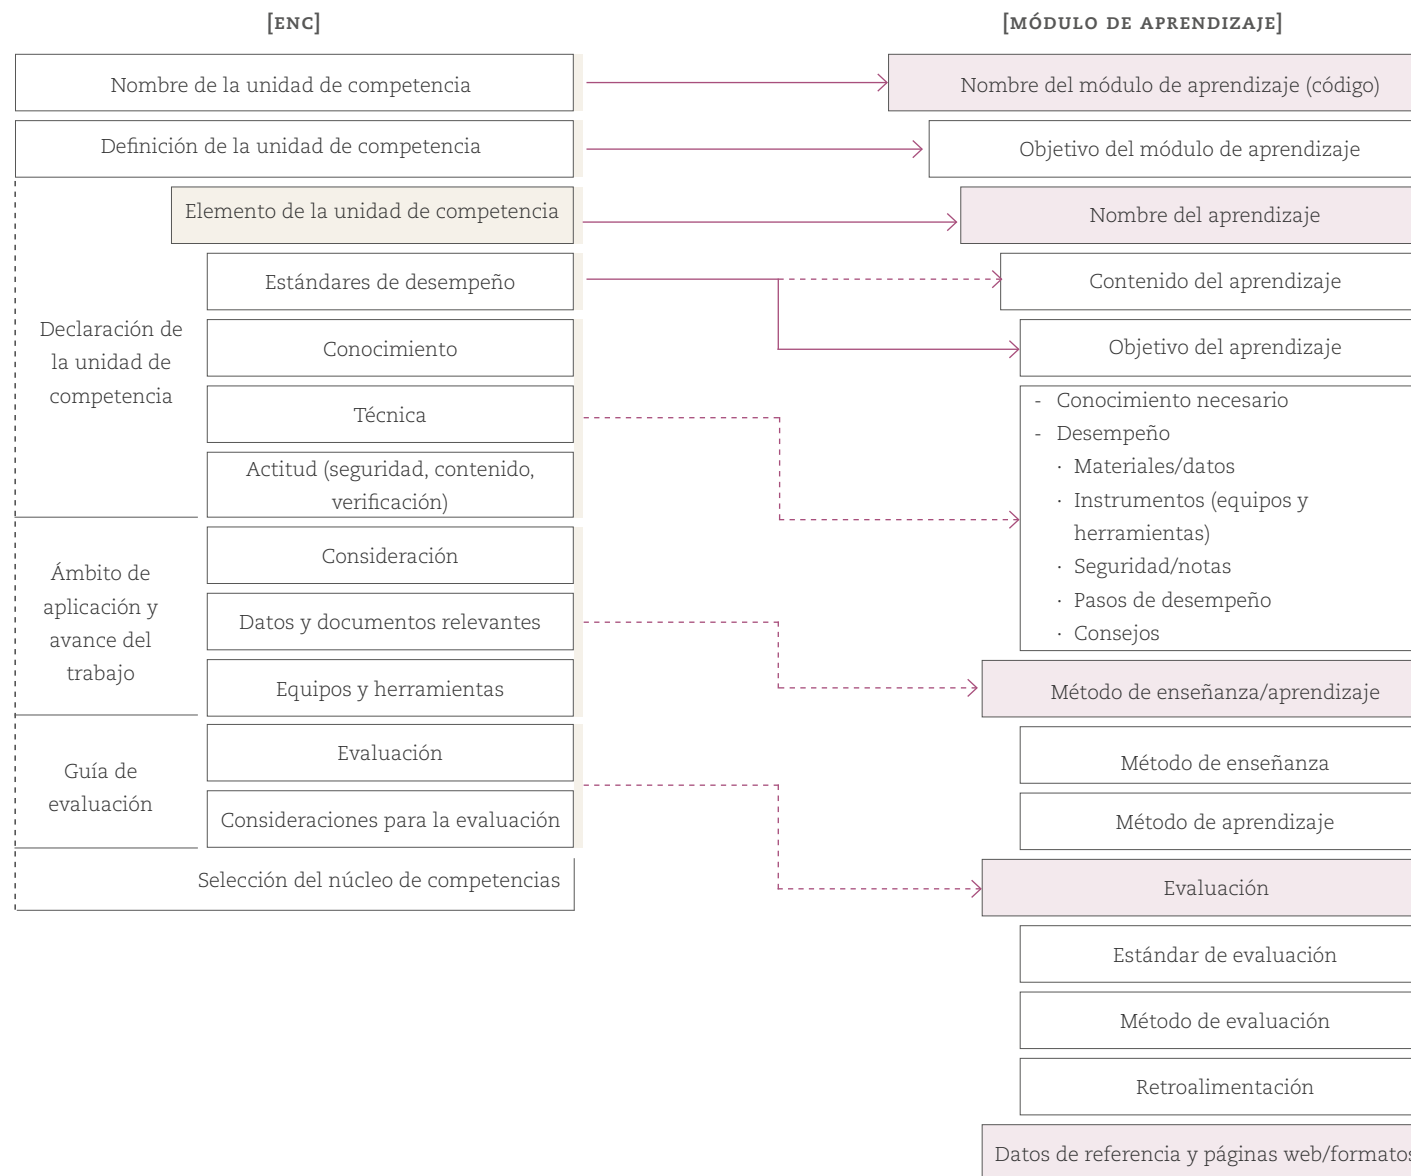 [ENC]
Nombre de la unidad de competencia
Definición de la unidad de competencia
Elemento de la unidad de competencia
Declaración de
la unidad de
competencia
Estándares de desempeño
Conocimiento
Técnica
Actitud (seguridad, contenido,
verificación)
Ámbito de
aplicación y
avance del
trabajo
Consideración
Datos y documentos relevantes
Equipos y herramientas
Guía de
evaluación
Evaluación
Consideraciones para la evaluación
Selección del núcleo de competencias
[MÓDULO DE APRENDIZAJE]
Nombre del módulo de aprendizaje (código)
Objetivo del módulo de aprendizaje
Nombre del aprendizaje
Contenido del aprendizaje
Objetivo del aprendizaje
- Conocimiento necesario
- Desempeño
· Materiales/datos
· Instrumentos (equipos y
herramientas)
· Seguridad/notas
· Pasos de desempeño
· Consejos
Método de enseñanza/aprendizaje
Método de enseñanza
Método de aprendizaje
Evaluación
Estándar de evaluación
Método de evaluación
Retroalimentación
Datos de referencia y páginas web/formatos